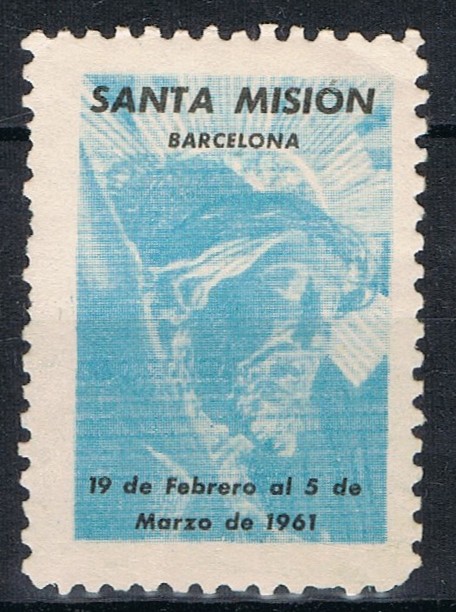 SANTA MISIÓN
BARCELONA
19 de Febrero al 5 de
Marzo de 1961